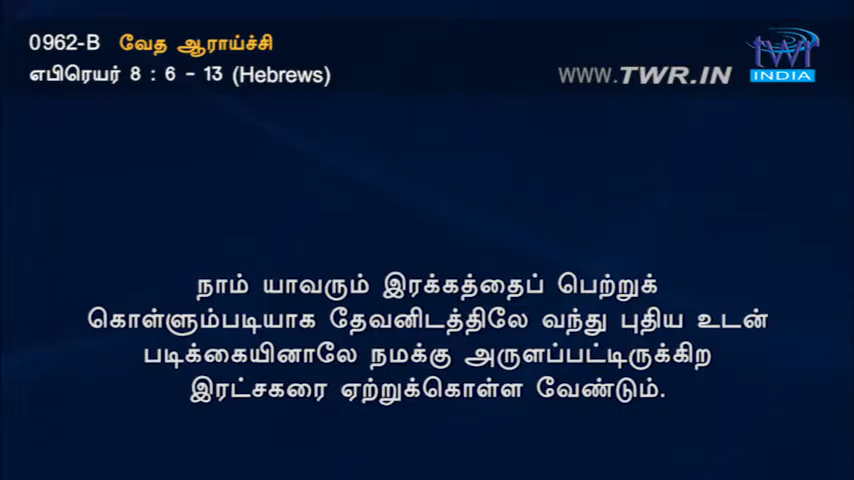 0962-B வேத ஆராய்ச்சி
எபிரெயர் 8 : 6 - 13 (Hebrews)
WWW.TWR.IN
twr
INDIA
நாம் யாவரும் இரக்கத்தைப் பெற்றுக்
கொள்ளும்படியாக தேவனிடத்திலே வந்து புதிய உடன்
படிக்கையினாலே நமக்கு அருளப்பட்டிருக்கிற
இரட்சகரை ஏற்றுக்கொள்ள வேண்டும்.